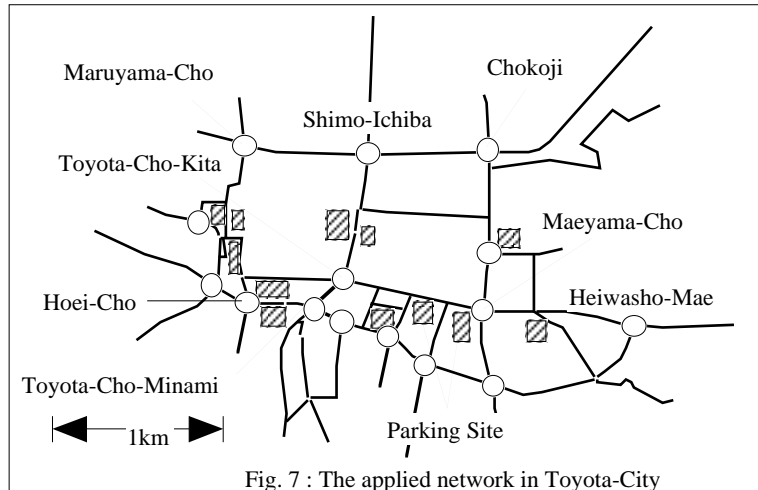 Maruyama-Cho
Chokoji
Shimo-Ichiba
Toyota-Cho-Kita
Maeyama-Cho
Hoei-Cho
Heiwasho-Mae
Toyota-Cho-Minami
1km
Parking Site
Fig. 7 : The applied network in Toyota-City